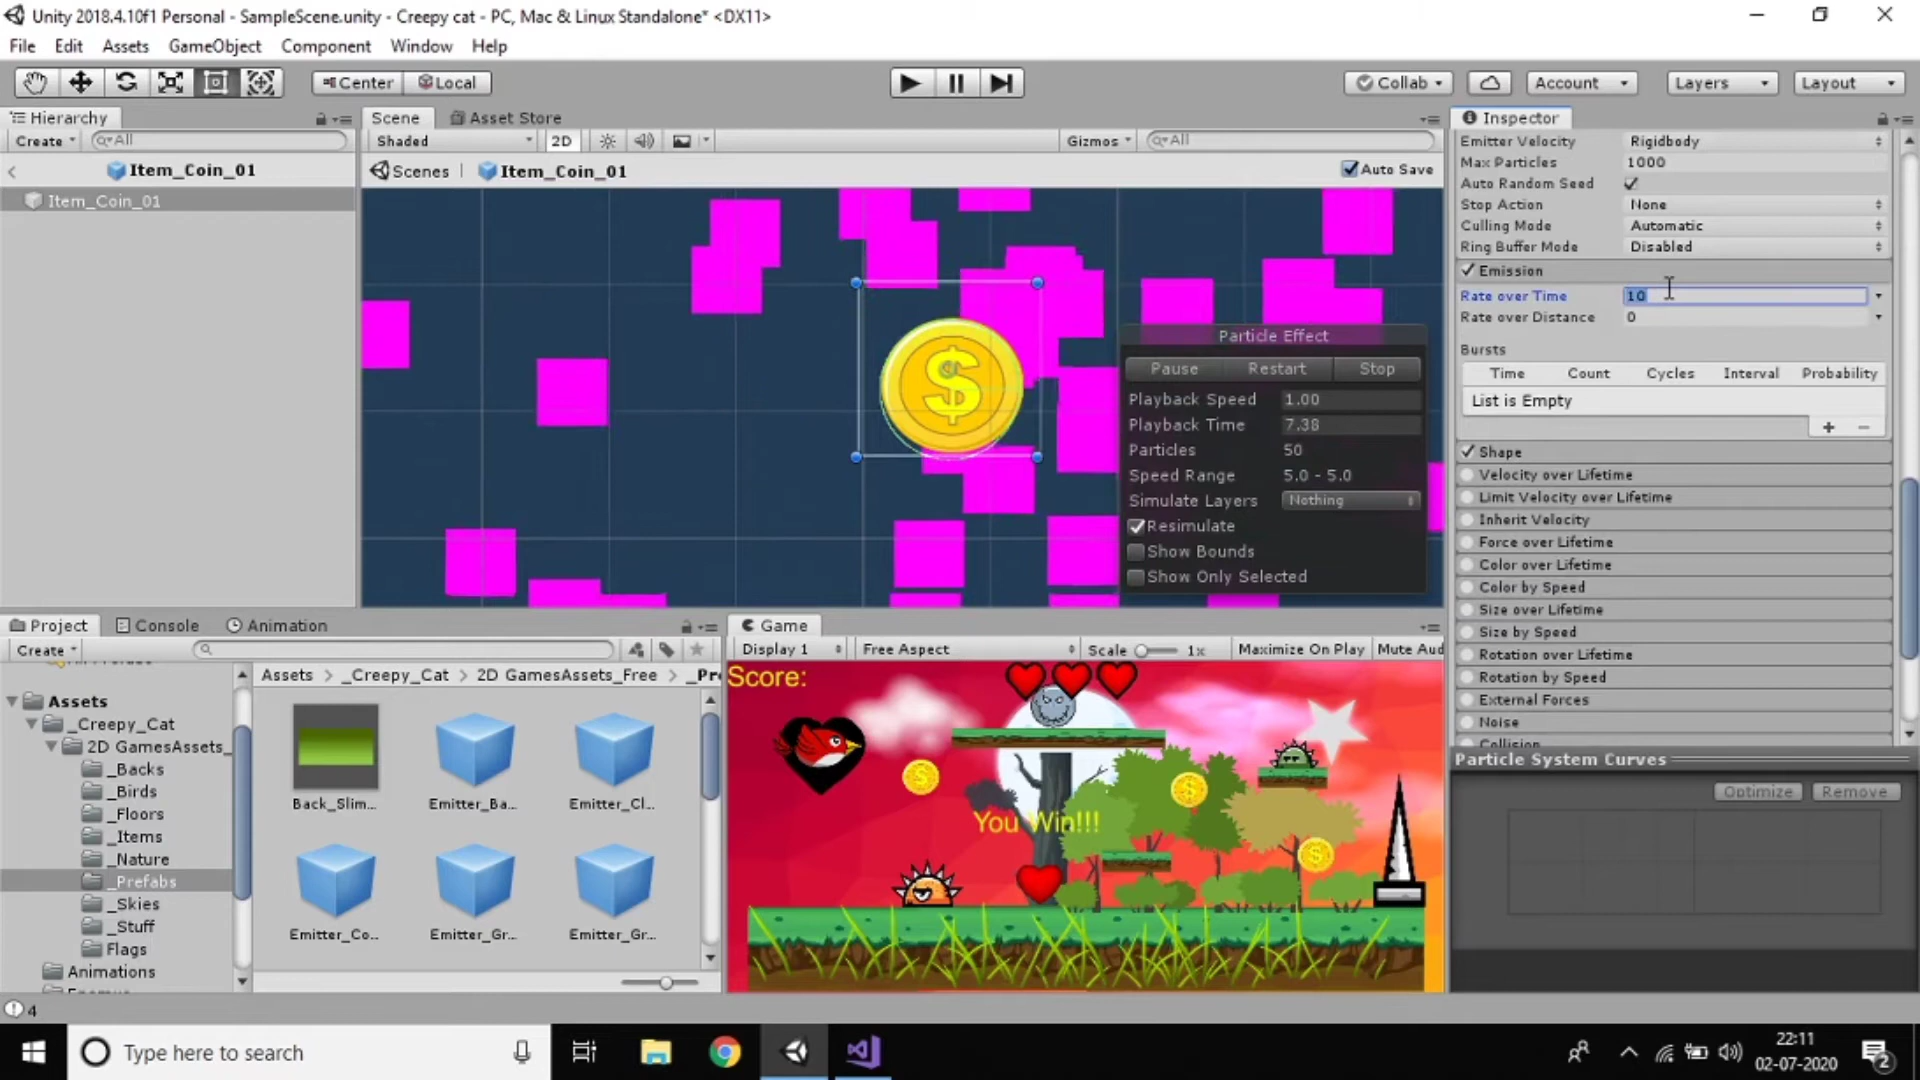 Unity 2018.4.10f1 Personal - SampleScene.unity - Creepy cat - PC, Mac & Linux Standalone* <DX11>
File Edit Assets GameObject Component Window Help
Center Local Collab Account Layers Layout
Hierarchy
Create All
Item_Coin_01
Item_Coin_01
Scene Asset Store
Shaded 2D Gizmos All
Scenes Item_Coin_01 Auto Save
Particle Effect
Pause Restart Stop
Playback Speed 1.00
Playback Time 7.38
Particles 50
Speed Range 5.0 - 5.0
Simulate Layers Nothing
Resimulate
Show Bounds
Show Only Selected
Inspector
Emitter Velocity Rigidbody
Max Particles 1000
Auto Random Seed
Stop Action None
Culling Mode Automatic
Ring Buffer Mode Disabled
Emission
Rate over Time 10
Rate over Distance 0
Bursts
Time Count Cycles Interval Probability
List is Empty
+ -
Shape
Velocity over Lifetime
Limit Velocity over Lifetime
Inherit Velocity
Force over Lifetime
Color over Lifetime
Color by Speed
Size over Lifetime
Size by Speed
Rotation over Lifetime
Rotation by Speed
External Forces
Noise
Collision
Particle System Curves
Optimize Remove
Project Console Animation
Create
Assets
_Creepy_Cat
2D GamesAssets_
_Backs
_Birds
_Floors
_Items
_Nature
_Prefabs
_Skies
_Stuff
Flags
Animations
Assets > _Creepy_Cat > 2D GamesAssets_Free > _Pre
Back_Slim... Emitter_Ba... Emitter_Cl...
Emitter_Co... Emitter_Gr... Emitter_Gr...
Game
Display 1 Free Aspect Scale 1x Maximize On Play Mute Aud
Score:
You Win!!!
4
Type here to search
22:11
02-07-2020
2